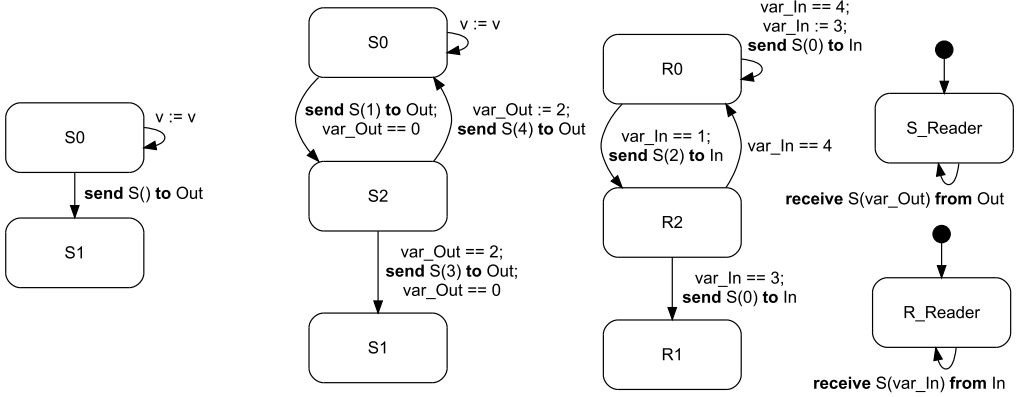 S0
v := v
send S() to Out
S1
S0
v := v
send S(1) to Out;
var_Out == 0
var_Out := 2;
send S(4) to Out
S2
var_Out == 2;
send S(3) to Out;
var_Out == 0
S1
var_In == 4;
var_In := 3;
send S(0) to In
R0
var_In == 1;
send S(2) to In
var_In == 4
R2
var_In == 3;
send S(0) to In
R1
S_Reader
receive S(var_Out) from Out
R_Reader
receive S(var_In) from In